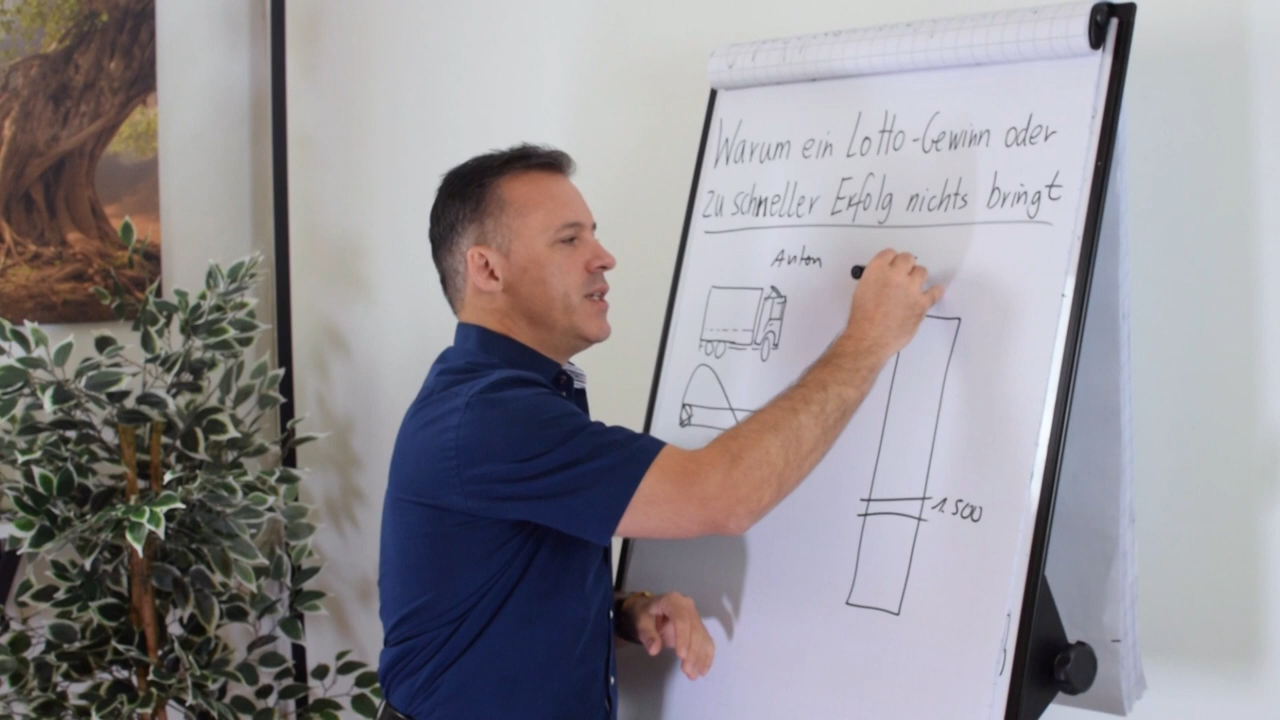 Warum ein Lotto-Gewinn oder
zu schneller Erfolg nichts bringt
Anton
1.500